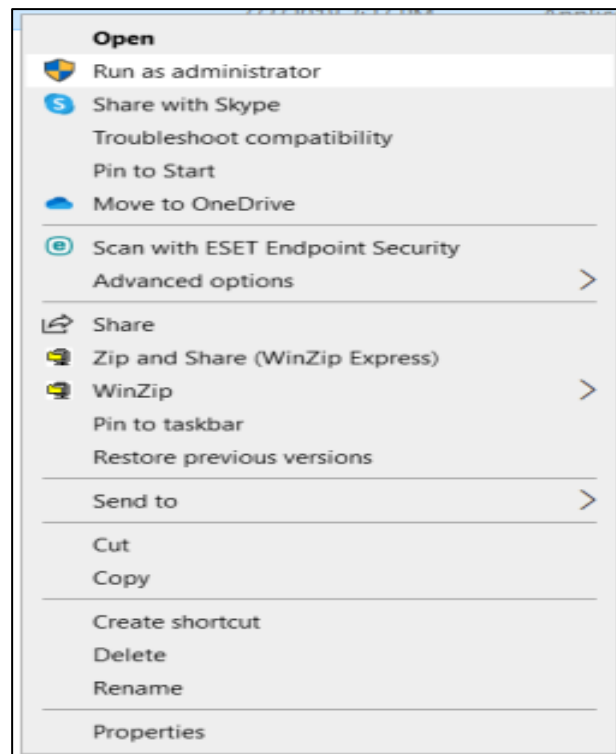 Open
Run as administrator
Share with Skype
Troubleshoot compatibility
Pin to Start
Move to OneDrive
Scan with ESET Endpoint Security
Advanced options
Share
Zip and Share (WinZip Express)
WinZip
Pin to taskbar
Restore previous versions
Send to
Cut
Copy
Create shortcut
Delete
Rename
Properties